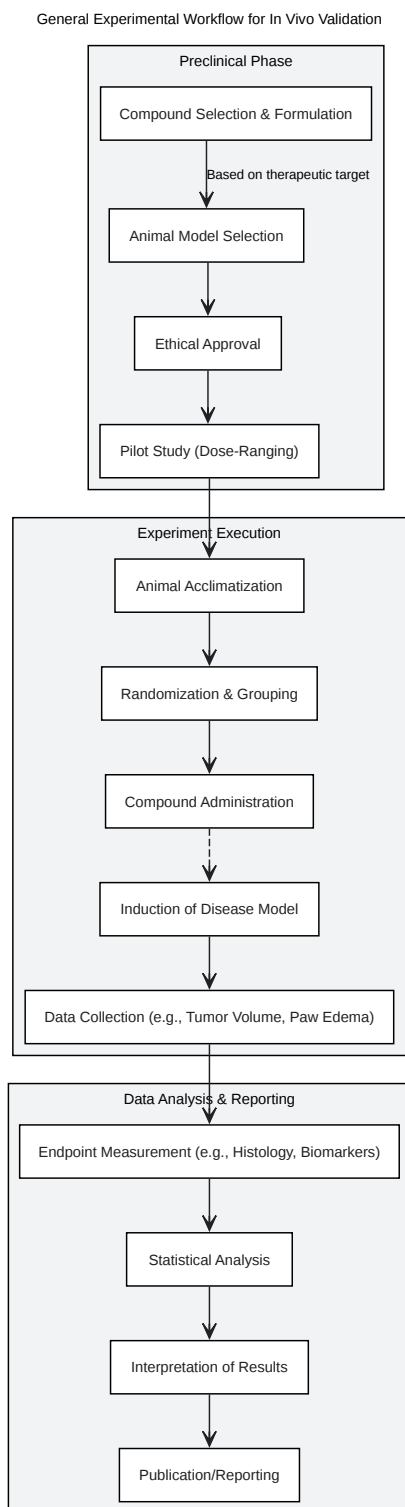 General Experimental Workflow for In Vivo Validation
Preclinical Phase
Compound Selection & Formulation
Based on therapeutic target
Animal Model Selection
Ethical Approval
Pilot Study (Dose-Ranging)
Experiment Execution
Animal Acclimatization
Randomization & Grouping
Compound Administration
Induction of Disease Model
Data Collection (e.g., Tumor Volume, Paw Edema)
Data Analysis & Reporting
Endpoint Measurement (e.g., Histology, Biomarkers)
Statistical Analysis
Interpretation of Results
Publication/Reporting